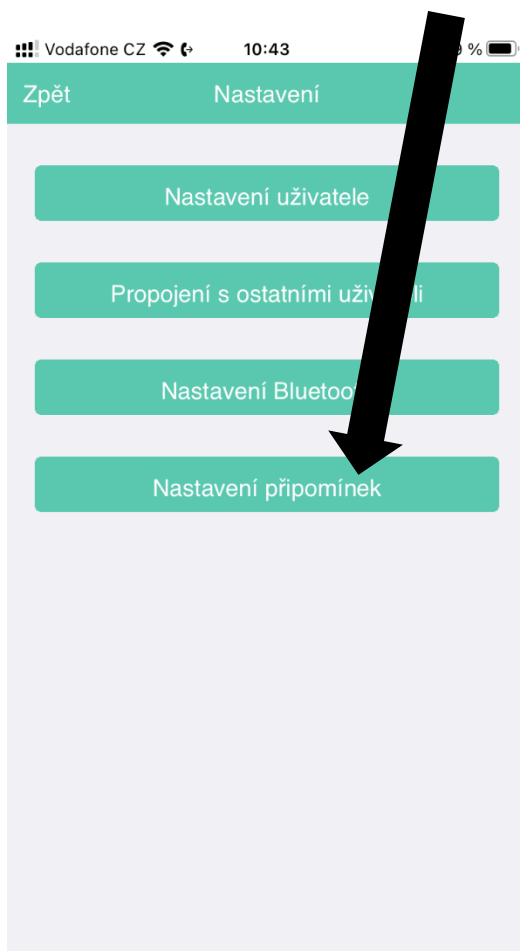 Vodafone CZ 10:43 %
Zpět Nastavení
Nastavení uživatele
Propojení s ostatními
Nastavení
Nastavení připomínek